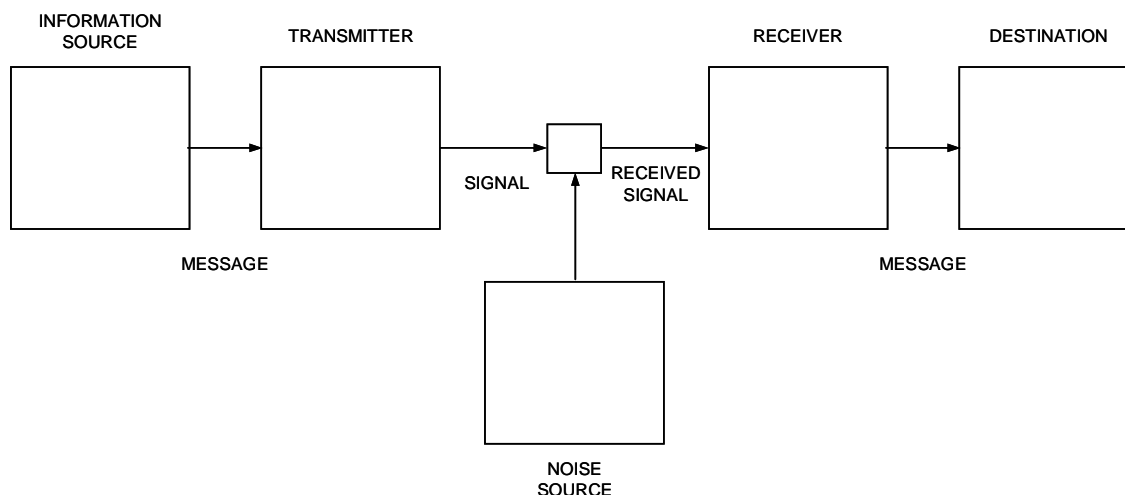 INFORMATION
SOURCE
TRANSMITTER
RECEIVER
DESTINATION
SIGNAL
RECEIVED
SIGNAL
MESSAGE
MESSAGE
NOISE
SOURCE